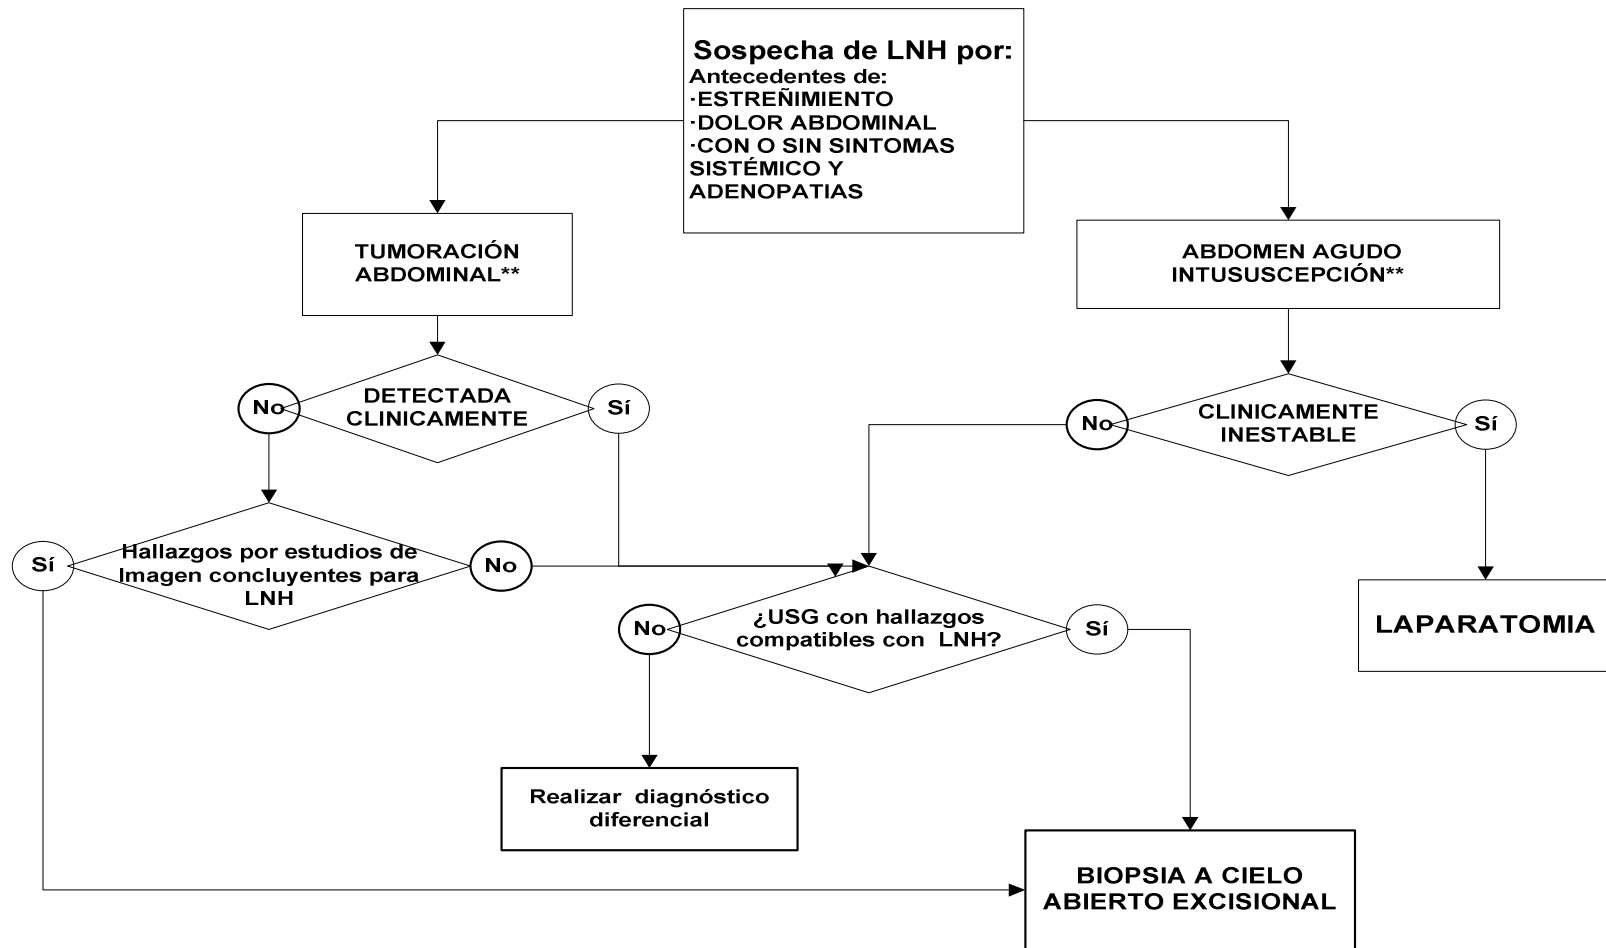 Sospecha de LNH por:
Antecedentes de:
·ESTREÑIMIENTO
·DOLOR ABDOMINAL
·CON O SIN SINTOMAS
SISTÉMICO Y
ADENOPATIAS
TUMORACIÓN
ABDOMINAL**
ABDOMEN AGUDO
INTUSUSCEPCIÓN**
No
DETECTADA
CLINICAMENTE
Sí
No
CLINICAMENTE
INESTABLE
Sí
Sí
Hallazgos por estudios de
Imagen concluyentes para
LNH
No
No
¿USG con hallazgos
compatibles con LNH?
Sí
LAPARATOMIA
Realizar diagnóstico
diferencial
BIOPSIA A CIELO
ABIERTO EXCISIONAL